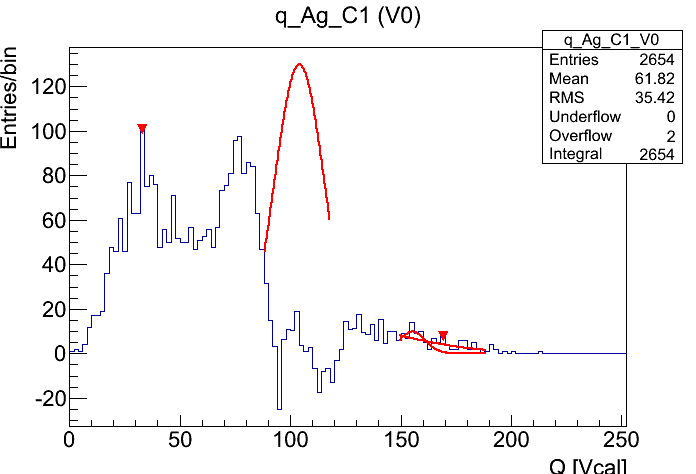 q_Ag_C1 (V0)
Entries/bin
q_Ag_C1_V0
Entries 2654
Mean 61.82
RMS 35.42
Underflow 0
Overflow 2
Integral 2654
120
100
80
60
40
20
0
-20
0 50 100 150 200 250
Q [Vcal]